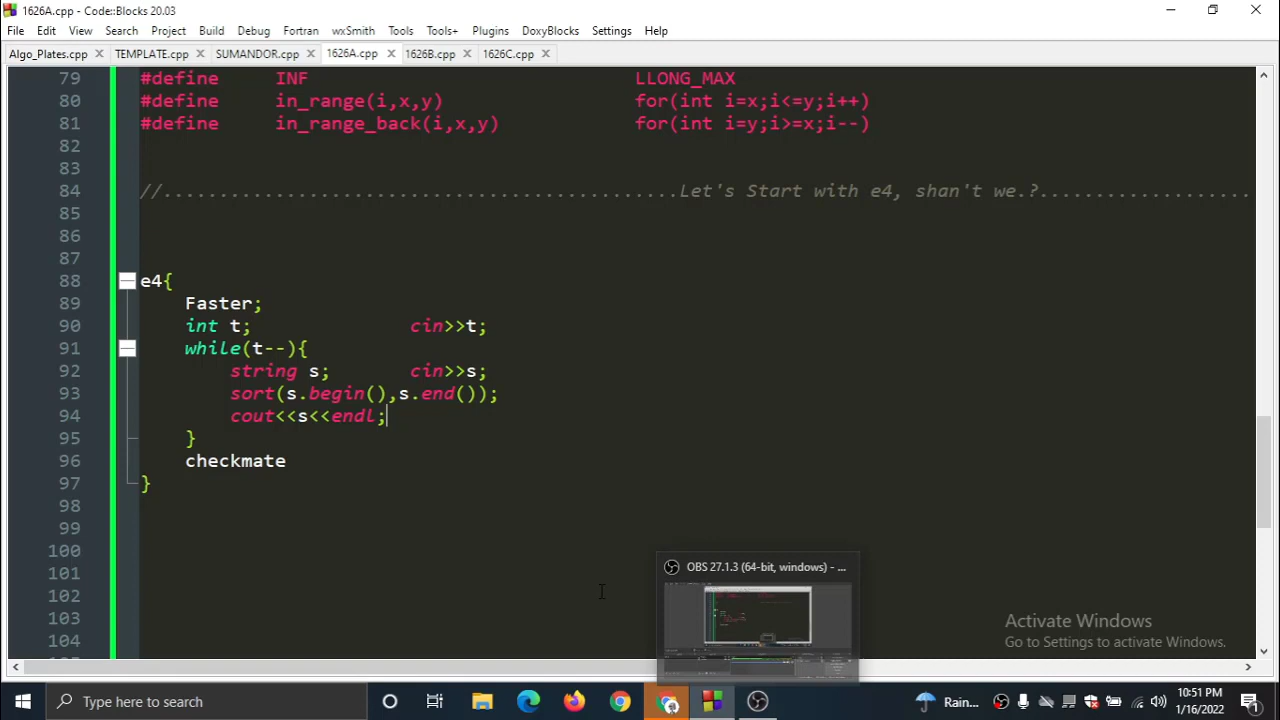 1626A.cpp - Code::Blocks 20.03
File Edit View Search Project Build Debug Fortran wxSmith Tools Tools+ Plugins DoxyBlocks Settings Help
Algo_Plates.cpp TEMPLATE.cpp SUMANDOR.cpp 1626A.cpp 1626B.cpp 1626C.cpp
79 #define INF LLONG_MAX
80 #define in_range(i,x,y) for(int i=x;i<=y;i++)
81 #define in_range_back(i,x,y) for(int i=y;i>=x;i--)
82
83
84 //..............................................Let's Start with e4, shan't we.?...................
85
86
87
88 e4{
89 Faster;
90 int t; cin>>t;
91 while(t--){
92 string s; cin>>s;
93 sort(s.begin(),s.end());
94 cout<<s<<endl;
95 }
96 checkmate
97 }
98
99
100
101
102
103
104
OBS 27.1.3 (64-bit, windows) - ...
Activate Windows
Go to Settings to activate Windows.
Type here to search
Rain...
10:51 PM
1/16/2022
1